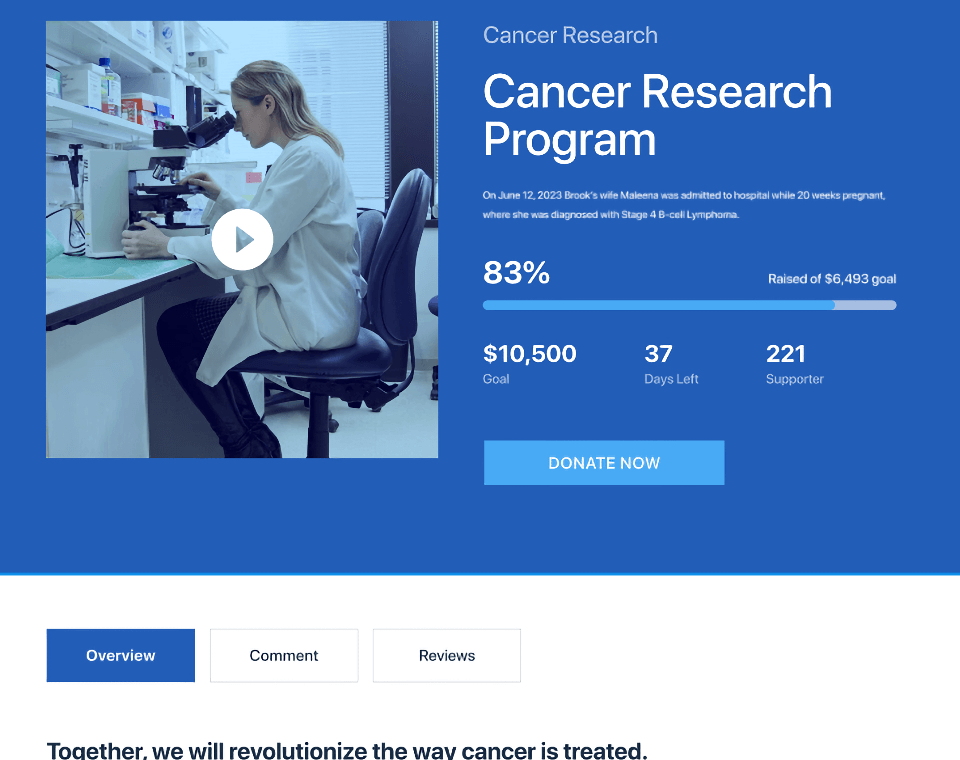 Cancer Research
Cancer Research
Program
On June 12, 2023 Brook's wife Maleena was admitted to hospital while 20 weeks pregnant,
where she was diagnosed with Stage 4 B-cell Lymphoma.
83%
Raised of $6,493 goal
$10,500
37
221
Goal
Days Left
Supporter
DONATE NOW
Overview
Comment
Reviews
Together, we will revolutionize the way cancer is treated.